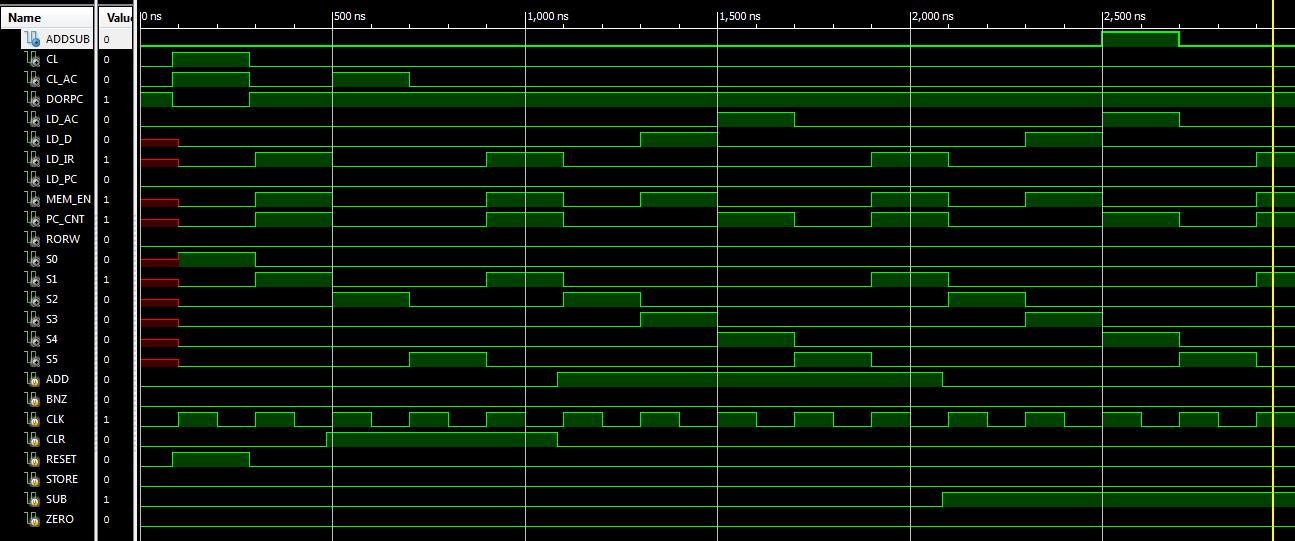 Name Value 0 ns 500 ns 1,000 ns 1,500 ns 2,000 ns 2,500 ns
ADDSUB 0
CL 0
CL_AC 0
DORPC 1
LD_AC 0
LD_D 0
LD_IR 1
LD_PC 0
MEM_EN 1
PC_CNT 1
RORW 0
S0 0
S1 1
S2 0
S3 0
S4 0
S5 0
ADD 0
BNZ 0
CLK 1
CLR 0
RESET 0
STORE 0
SUB 1
ZERO 0